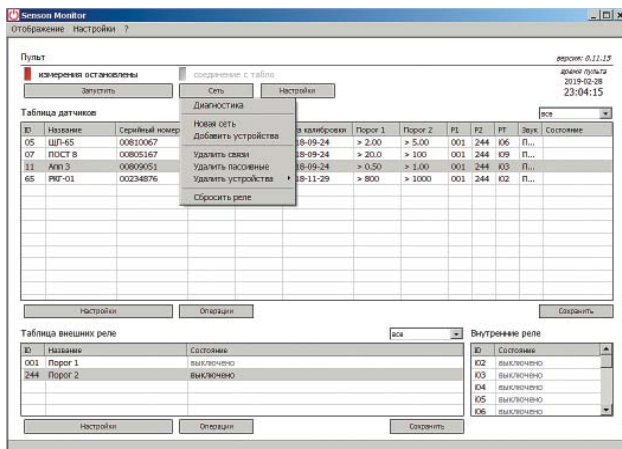 Senson Monitor
Отображение Настройки ?
Пульт
версия: 0.11.15
измерения остановлены соединение с табло
время пульта
2019-02-28
23:04:15
Запустить Сеть Настройки
Диагностика
Новая сеть
Добавить устройства
Удалить связи
Удалить пассивные
Удалить устройства
Сбросить реле
Таблица датчиков все
ID Название Серийный номер калибровки Порог 1 Порог 2 Р1 Р2 РТ Звук Состояние
05 ЩП-65 00810067 18-09-24 > 2.00 > 5.00 001 244 i06 П...
07 ПОСТ 8 00805167 18-09-24 > 20.0 > 100 001 244 i09 П...
11 Апп 3 00809051 18-09-24 > 0.50 > 1.00 001 244 i03 П...
65 РКГ-01 00234876 18-11-29 > 800 > 1000 001 244 i02 П...
Настройки Операции Сохранить
Таблица внешних реле все Внутренние реле
ID Название Состояние ID Состояние
001 Порог 1 выключено i02 выключено
244 Порог 2 выключено i03 выключено
i04 выключено
i05 выключено
i06 выключено
Настройки Операции Сохранить